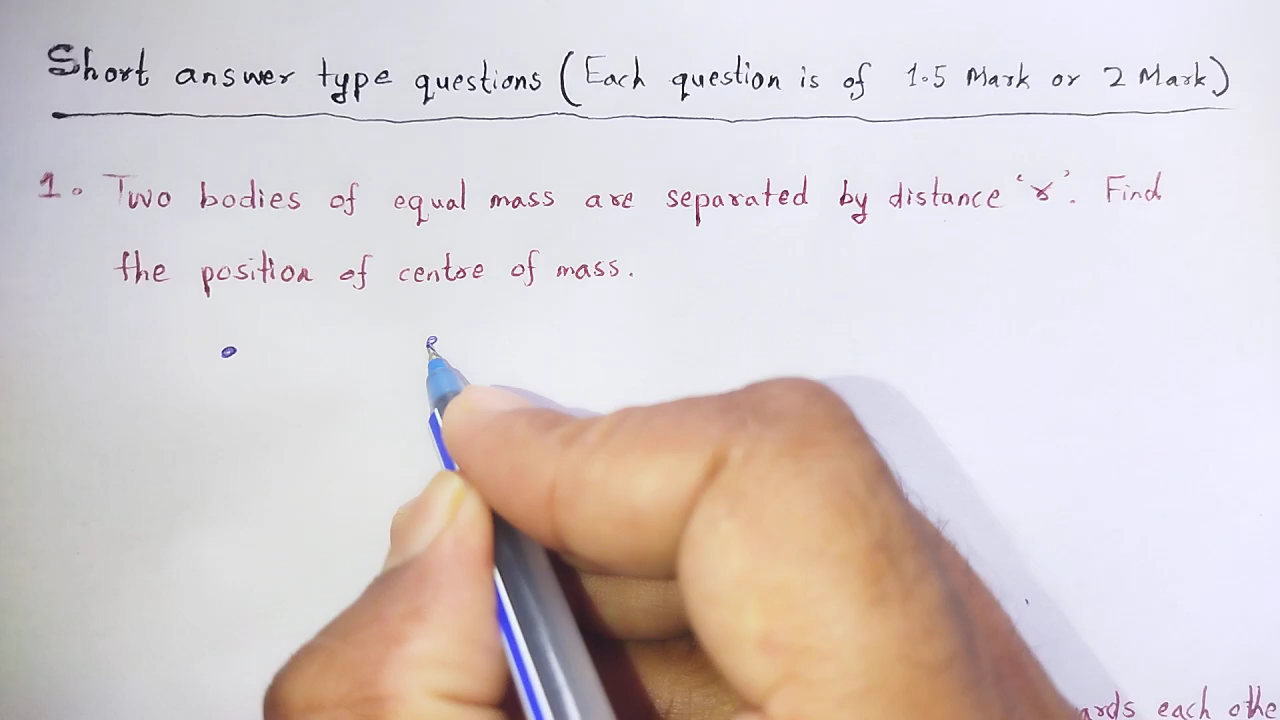 Short answer type questions (Each question is of 1.5 Mark or 2 Mark)
1. Two bodies of equal mass are separated by distance 'r'. Find
the position of centre of mass.
each othe